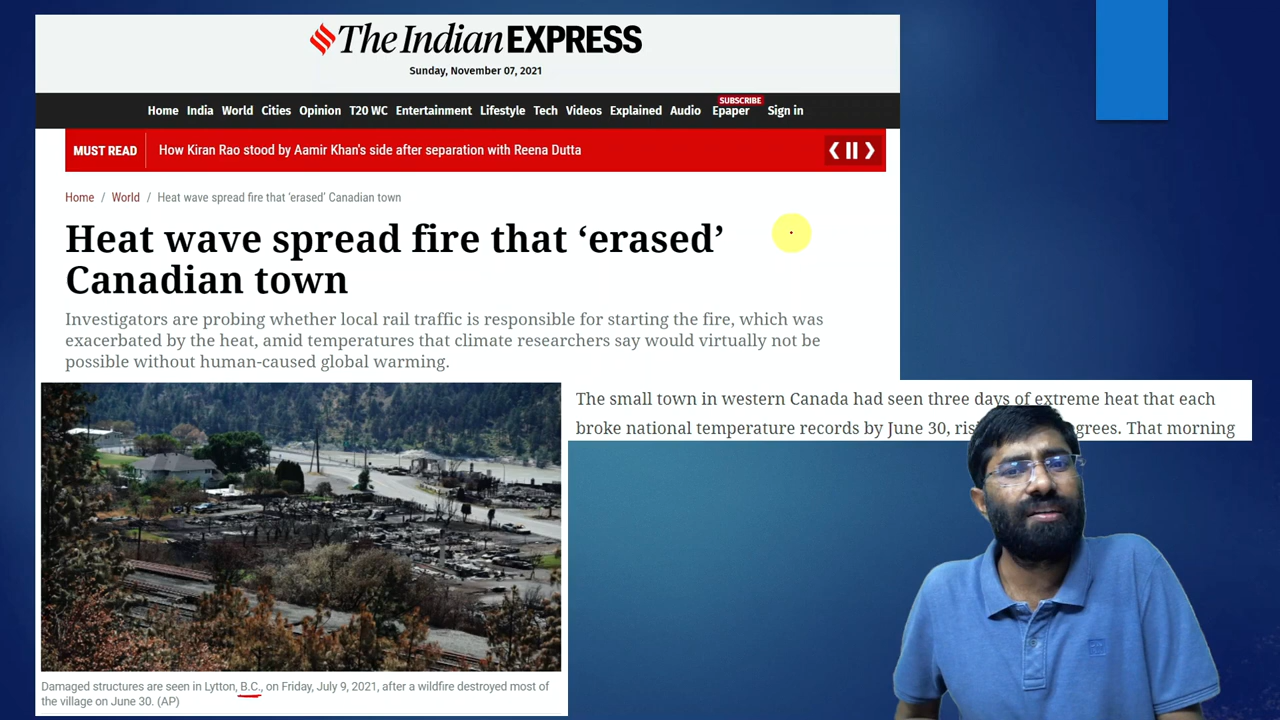 The Indian EXPRESS
Sunday, November 07, 2021
Home India World Cities Opinion T20 WC Entertainment Lifestyle Tech Videos Explained Audio Epaper SUBSCRIBE Sign in
MUST READ How Kiran Rao stood by Aamir Khan's side after separation with Reena Dutta
Home / World / Heat wave spread fire that ‘erased’ Canadian town
Heat wave spread fire that ‘erased’
Canadian town
Investigators are probing whether local rail traffic is responsible for starting the fire, which was
exacerbated by the heat, amid temperatures that climate researchers say would virtually not be
possible without human-caused global warming.
The small town in western Canada had seen three days of extreme heat that each
broke national temperature records by June 30, That morning
Damaged structures are seen in Lytton, B.C., on Friday, July 9, 2021, after a wildfire destroyed most of
the village on June 30. (AP)